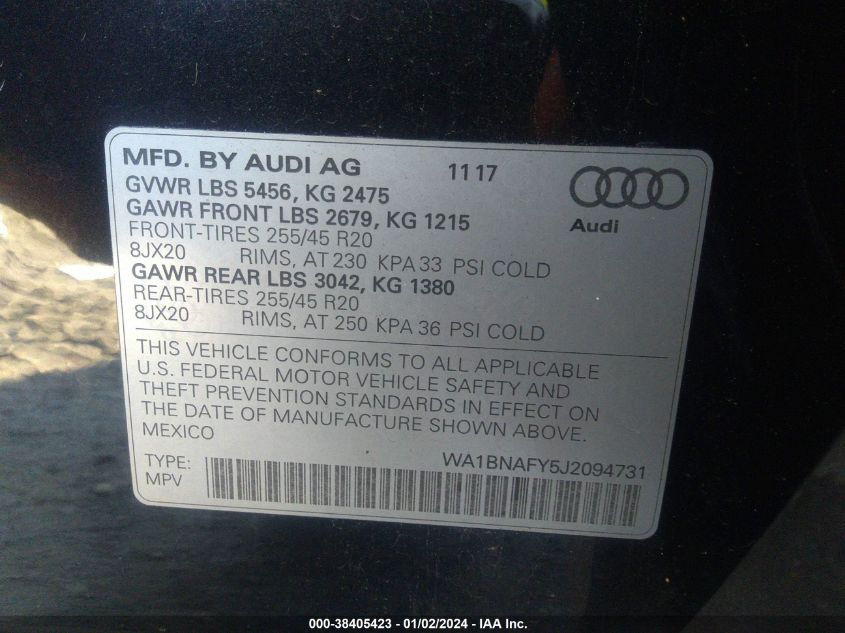 MFD. BY AUDI AG 11 17
GVWR LBS 5456, KG 2475
GAWR FRONT LBS 2679, KG 1215
Audi
FRONT-TIRES 255/45 R20
8JX20 RIMS, AT 230 KPA 33 PSI COLD
GAWR REAR LBS 3042, KG 1380
REAR-TIRES 255/45 R20
8JX20 RIMS, AT 250 KPA 36 PSI COLD
THIS VEHICLE CONFORMS TO ALL APPLICABLE
U.S. FEDERAL MOTOR VEHICLE SAFETY AND
THEFT PREVENTION STANDARDS IN EFFECT ON
THE DATE OF MANUFACTURE SHOWN ABOVE.
MEXICO
TYPE: WA1BNAFY5J2094731
MPV
000-38405423 - 01/02/2024 - IAA Inc.